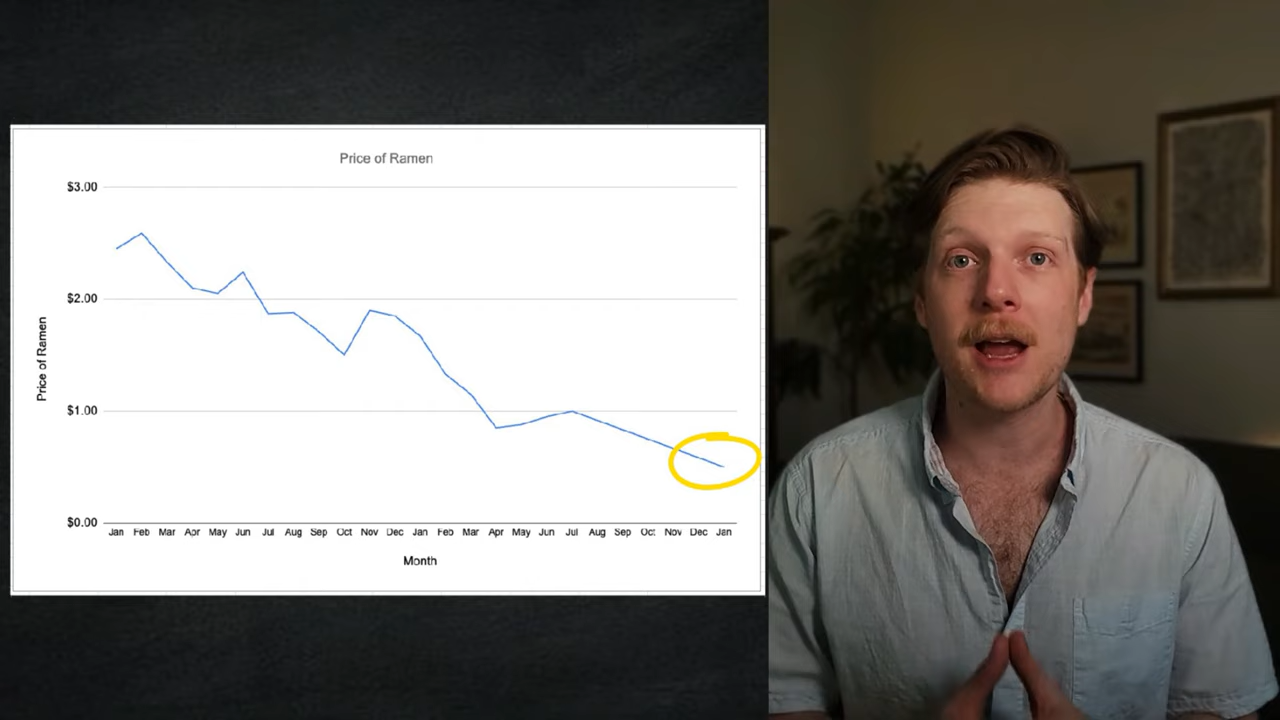 Price of Ramen
$3.00
$2.00
$1.00
$0.00
Price of Ramen
Jan Feb Mar Apr May Jun Jul Aug Sep Oct Nov Dec Jan Feb Mar Apr May Jun Jul Aug Sep Oct Nov Dec Jan
Month